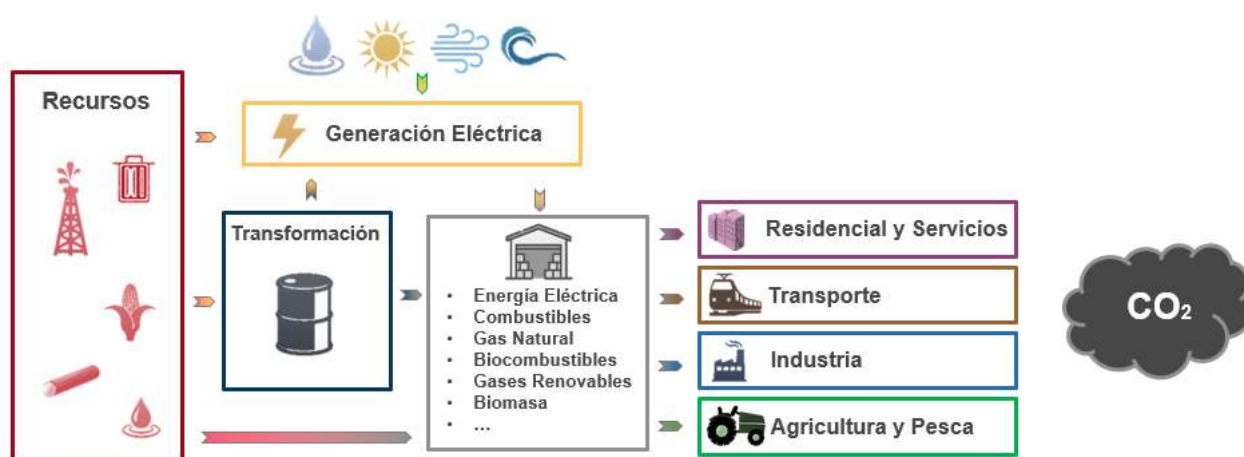 Recursos
Generación Eléctrica
Transformación
• Energía Eléctrica
• Combustibles
• Gas Natural
• Biocombustibles
• Gases Renovables
• Biomasa
• ...
Residencial y Servicios
Transporte
Industria
Agricultura y Pesca
CO₂